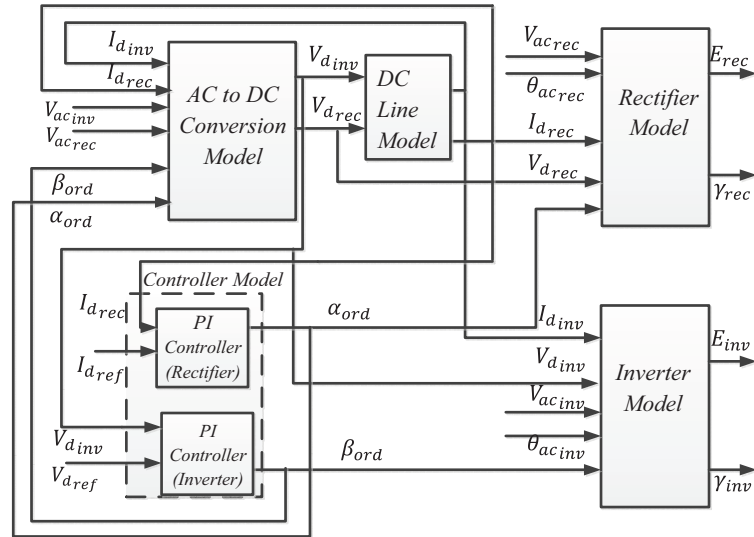 I_{d_{inv}}
I_{d_{rec}}
V_{ac_{inv}}
V_{ac_{rec}}
β_{ord}
α_{ord}
AC to DC
Conversion
Model
V_{d_{inv}}
V_{d_{rec}}
DC
Line
Model
V_{ac_{rec}}
θ_{ac_{rec}}
I_{d_{rec}}
V_{d_{rec}}
Rectifier
Model
E_{rec}
γ_{rec}
Controller Model
I_{d_{rec}}
I_{d_{ref}}
PI
Controller
(Rectifier)
α_{ord}
V_{d_{inv}}
V_{d_{ref}}
PI
Controller
(Inverter)
β_{ord}
I_{d_{inv}}
V_{d_{inv}}
V_{ac_{inv}}
θ_{ac_{inv}}
Inverter
Model
E_{inv}
γ_{inv}